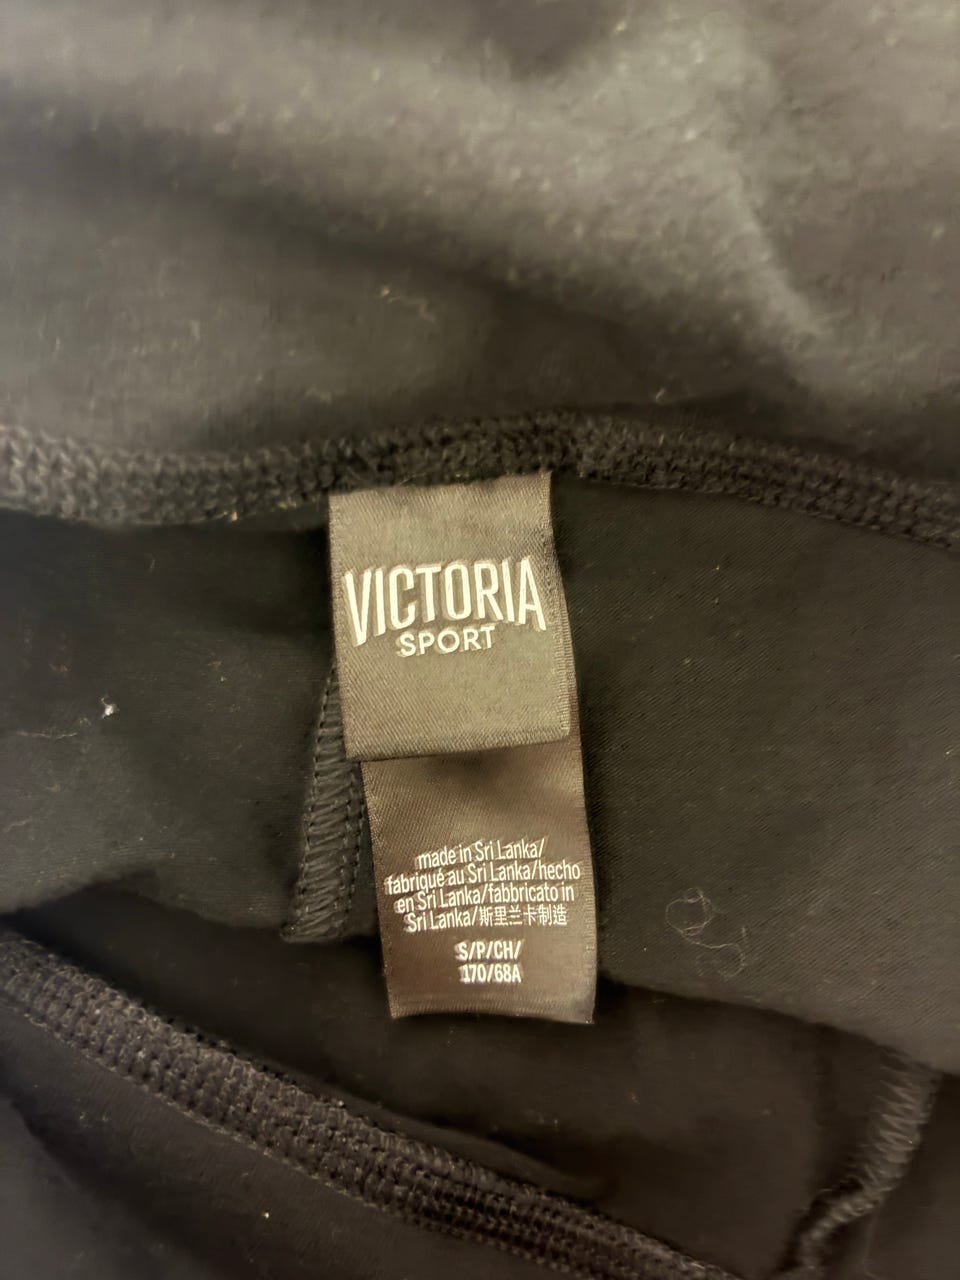 VICTORIA
SPORT
made in Sri Lanka/
fabriqué au Sri Lanka/hecho
en Sri Lanka/fabbricato in
Sri Lanka/斯里兰卡制造
S/P/CH/
170/68A